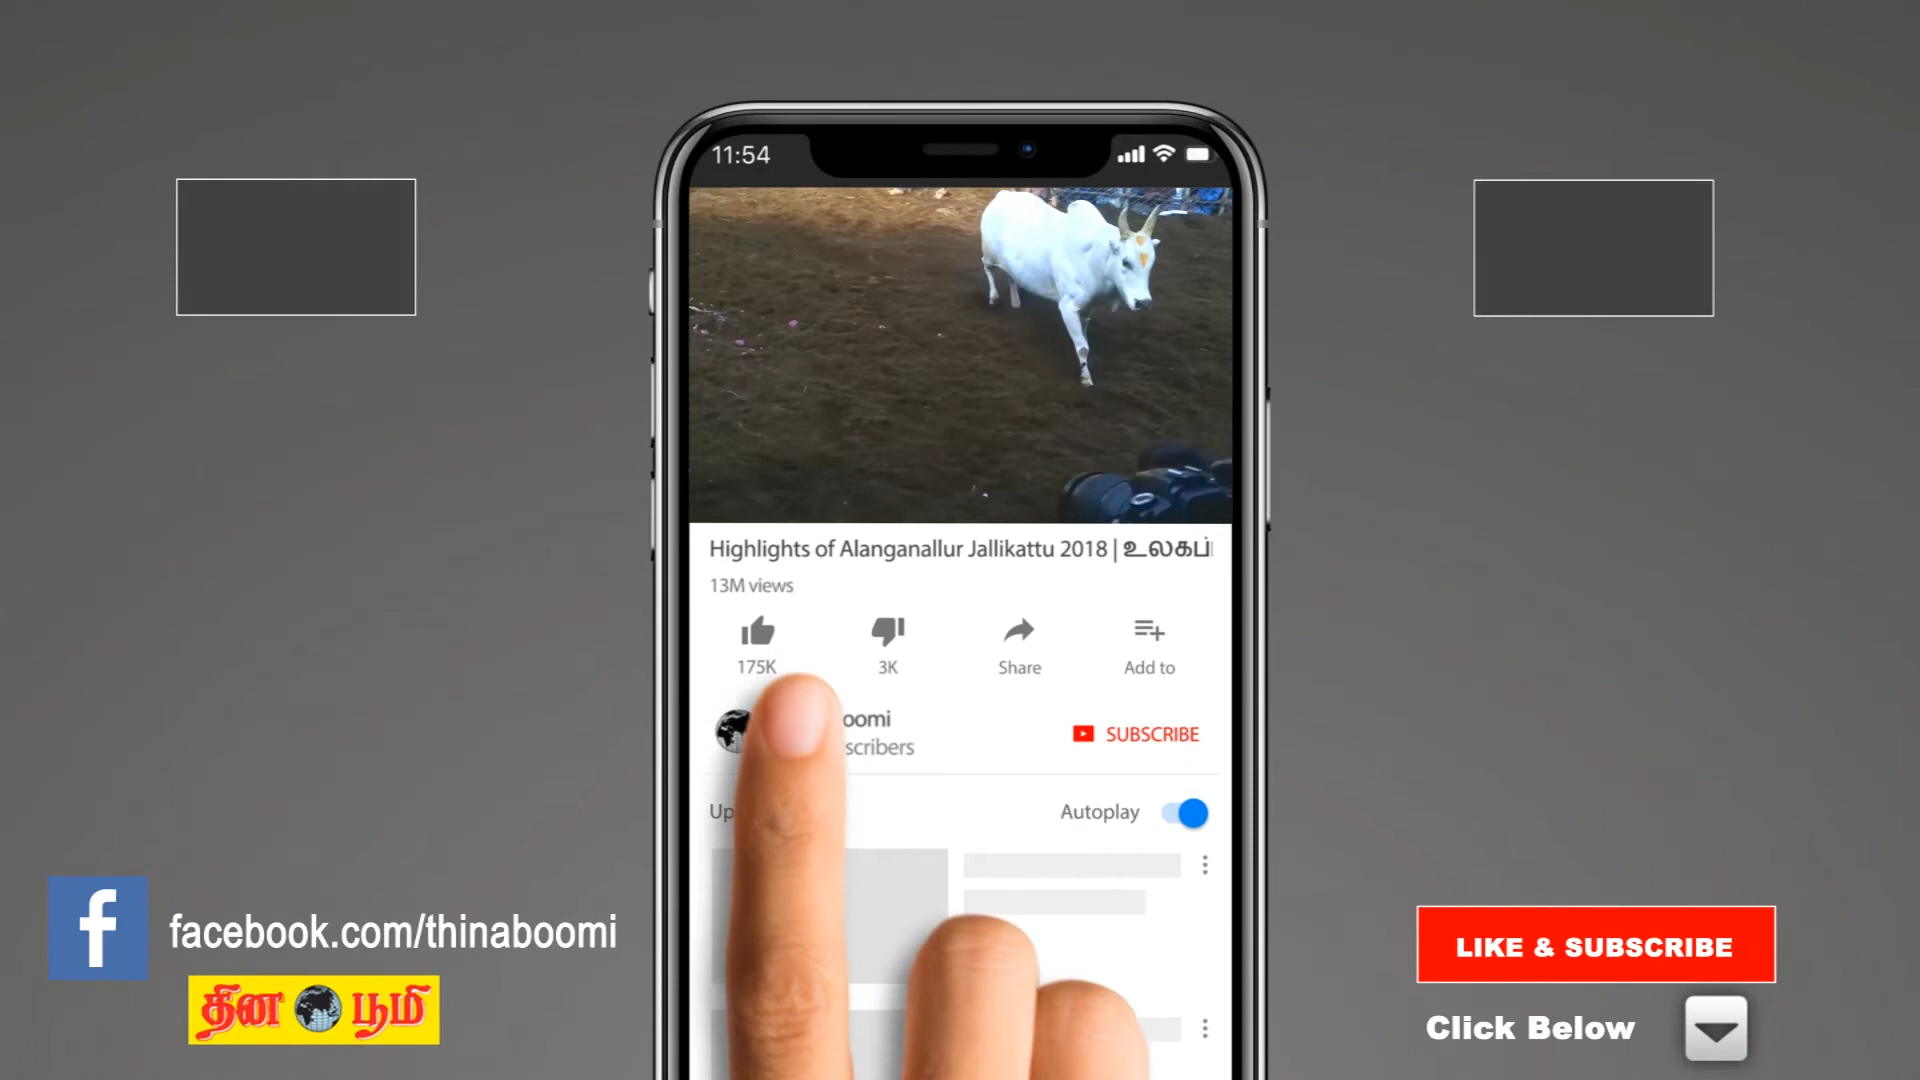 11:54
Highlights of Alanganallur Jallikattu 2018 | உலகப்
13M views
175K
3K
Share
Add to
oomi
scribers
SUBSCRIBE
Up
Autoplay
f
facebook.com/thinaboomi
தின பூமி
LIKE & SUBSCRIBE
Click Below